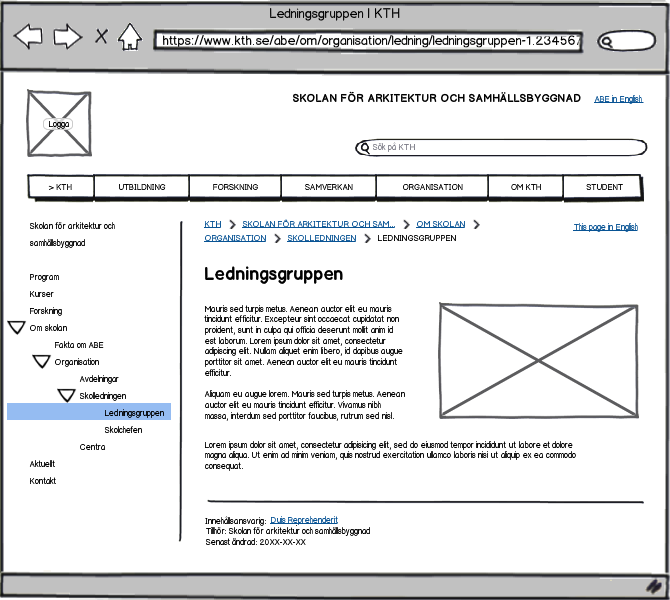 Ledningsgruppen | KTH
https://www.kth.se/abe/om/organisation/ledning/ledningsgruppen-1.234567
Logga
SKOLAN FÖR ARKITEKTUR OCH SAMHÄLLSBYGGNAD
ABE in English
Sök på KTH
> KTH
UTBILDNING
FORSKNING
SAMVERKAN
ORGANISATION
OM KTH
STUDENT
Skolan för arkitektur och
samhällsbyggnad
Program
Kurser
Forskning
Om skolan
Fakta om ABE
Organisation
Avdelningar
Skolledningen
Ledningsgruppen
Skolchefen
Centra
Aktuellt
Kontakt
KTH > SKOLAN FÖR ARKITEKTUR OCH SAM... > OM SKOLAN >
ORGANISATION > SKOLLEDNINGEN > LEDNINGSGRUPPEN
This page in English
Ledningsgruppen
Mauris sed turpis metus. Aenean auctor elit eu mauris
tincidunt efficitur. Excepteur sint occaecat cupidatat non
proident, sunt in culpa qui officia deserunt mollit anim id
est laborum. Lorem ipsum dolor sit amet, consectetur
adipiscing elit. Nullam aliquet enim libero, id dapibus augue
porttitor sit amet. Aenean auctor elit eu mauris tincidunt
efficitur.
Aliquam eu augue lorem. Mauris sed turpis metus. Aenean
auctor elit eu mauris tincidunt efficitur. Vivamus nibh
massa, interdum sed porttitor faucibus, rutrum sed nisl.
Lorem ipsum dolor sit amet, consectetur adipisicing elit, sed do eiusmod tempor incididunt ut labore et dolore
magna aliqua. Ut enim ad minim veniam, quis nostrud exercitation ullamco laboris nisi ut aliquip ex ea commodo
consequat.
Innehållsansvarig: Duis Reprehenderit
Tillhör: Skolan för arkitektur och samhällsbyggnad
Senast ändrad: 20XX-XX-XX